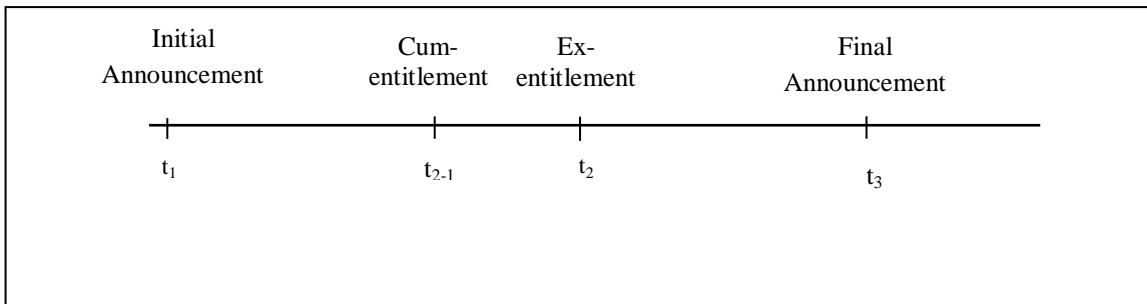 Initial
Announcement
Cum-
entitlement
Ex-
entitlement
Final
Announcement
t₁
t₂₋₁
t₂
t₃